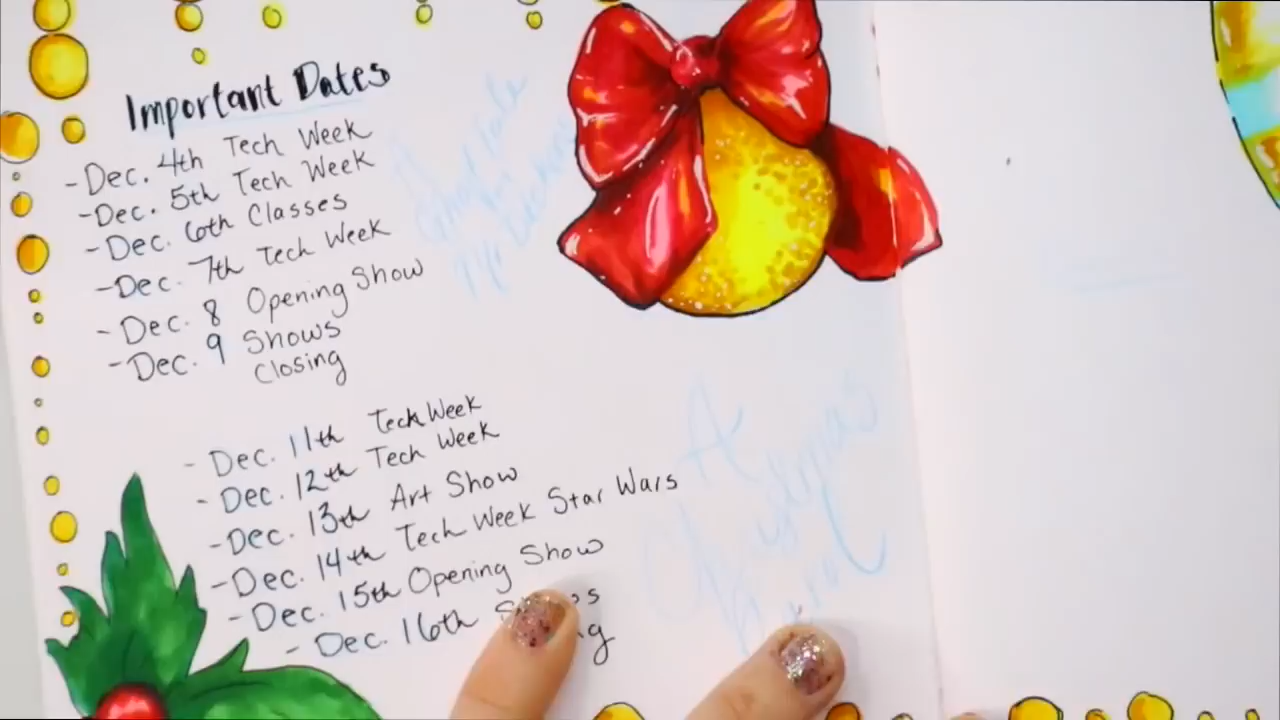 Important Dates
- Dec. 4th Tech Week
- Dec. 5th Tech Week
- Dec. 6th Classes
- Dec. 7th Tech Week
- Dec. 8 Opening Show
- Dec. 9 Shows
Closing
- Dec. 11th Tech Week
- Dec. 12th Tech Week
- Dec. 13th Art Show
- Dec. 14th Tech Week Star Wars
- Dec. 15th Opening Show
- Dec. 16th
A
Christmas
Carol